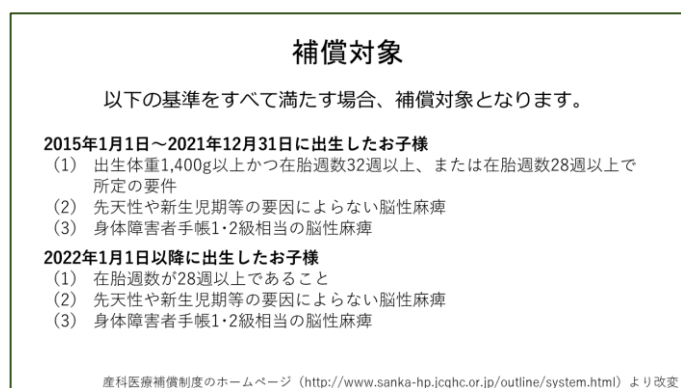 補償対象
以下の基準をすべて満たす場合、補償対象となります。
2015年1月1日～2021年12月31日に出生したお子様
(1) 出生体重1,400g以上かつ在胎週数32週以上、または在胎週数28週以上で
所定の要件
(2) 先天性や新生児期等の要因によらない脳性麻痺
(3) 身体障害者手帳1・2級相当の脳性麻痺
2022年1月1日以降に出生したお子様
(1) 在胎週数が28週以上であること
(2) 先天性や新生児期等の要因によらない脳性麻痺
(3) 身体障害者手帳1・2級相当の脳性麻痺
産科医療補償制度のホームページ（http://www.sanka-hp.jcqhc.or.jp/outline/system.html）より改変